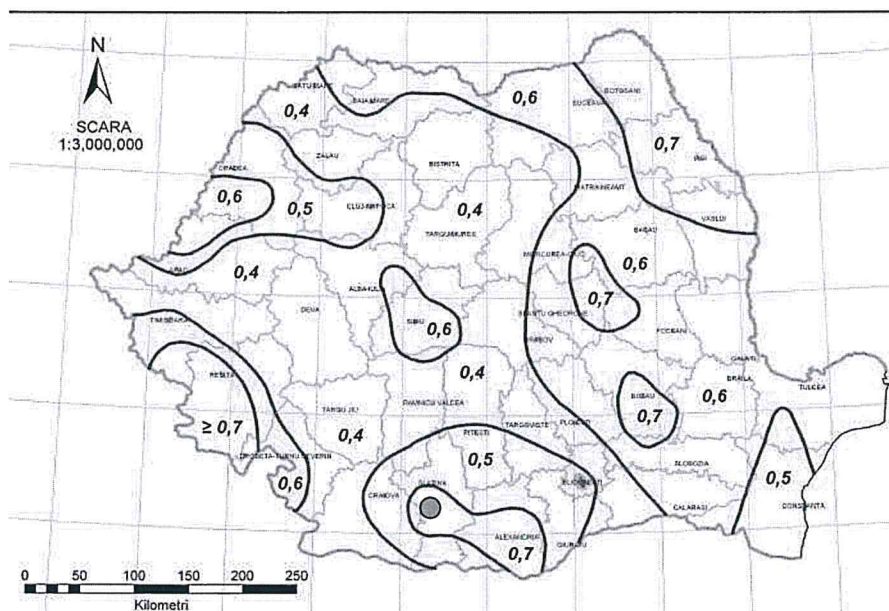 N
SCARA
1:3,000,000
SATU MARE
BAIA MARE
0,4
0,6
SUCEAVA
BOTOSANI
0,7
IASI
ZALAU
BISTRITA
ORADEA
0,6
0,5
CLUJ-NAPOCA
0,4
TARGU MURES
PIATRA NEAMT
VASLUI
BACAU
MIERCUREA-CIUC
0,6
ARAD
0,4
ALBA IULIA
DEVA
0,7
SIBIU
0,6
SFANTU GHEORGHE
TIMISOARA
BRASOV
FOCSANI
GALATI
RESITA
0,4
BRAILA
TULCEA
0,6
BUZAU
0,7
≥ 0,7
TARGU JIU
RAMNICU VALCEA
0,4
TARGOVISTE
PLOIESTI
PITESTI
DROBETA-TURNU SEVERIN
0,5
SLOBOZIA
0,6
CRAIOVA
SLATINA
BUCURESTI
0,5
CALARASI
CONSTANTA
ALEXANDRIA
GIURGIU
0,7
0 50 100 150 200 250
Kilometri